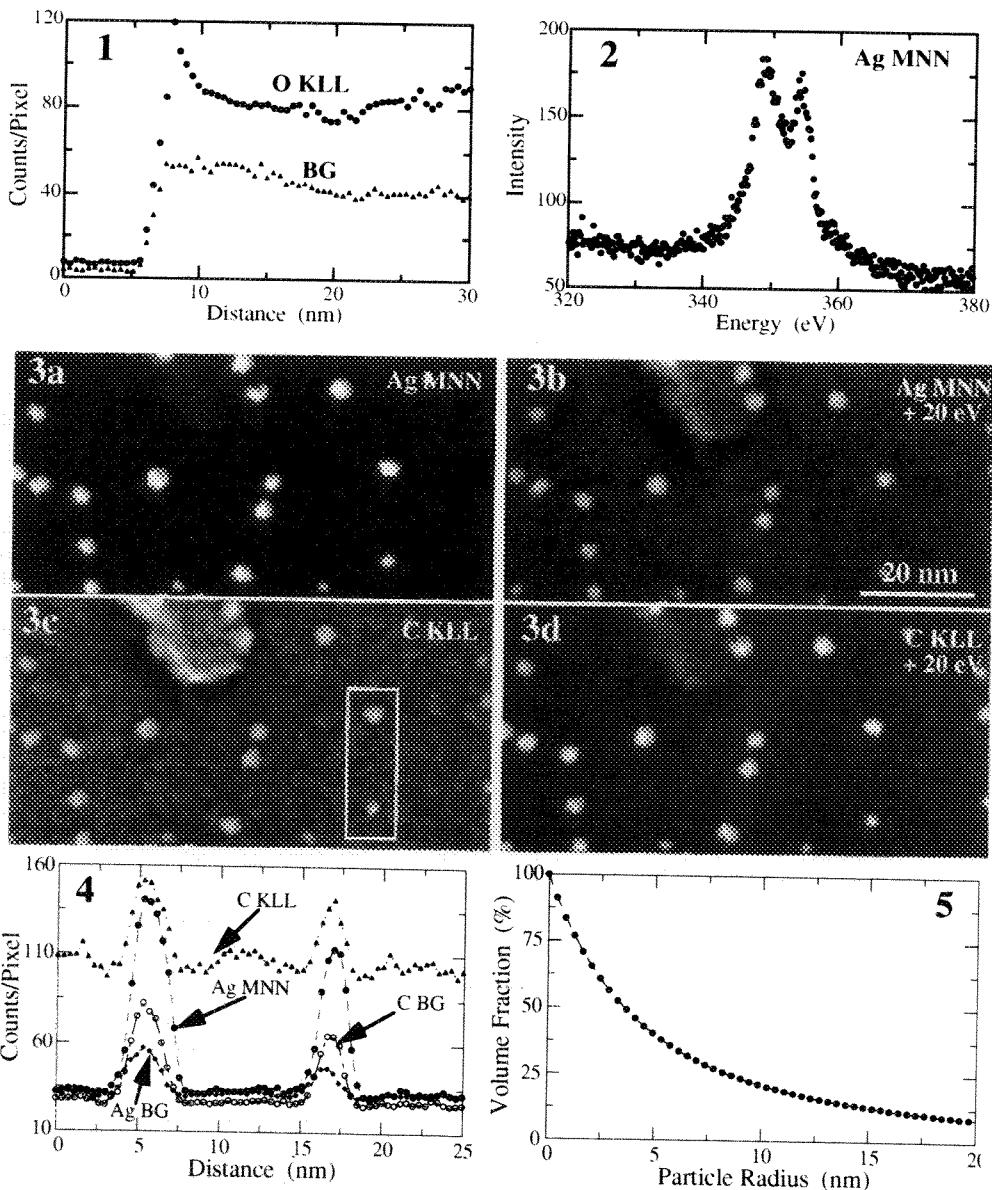 1
120
80
40
0
O KLL
BG
Counts/Pixel
0 10 20 30
Distance (nm)
2
Ag MNN
200
150
100
50
Intensity
320 340 360 380
Energy (eV)
3a
Ag MNN
3b
Ag MNN
+ 20 eV
20 nm
3c
C KLL
3d
C KLL
+ 20 eV
4
160
110
60
10
C KLL
Ag MNN
C BG
Ag BG
Counts/Pixel
0 5 10 15 20 25
Distance (nm)
5
100
75
50
25
0
Volume Fraction (%)
0 5 10 15 20
Particle Radius (nm)